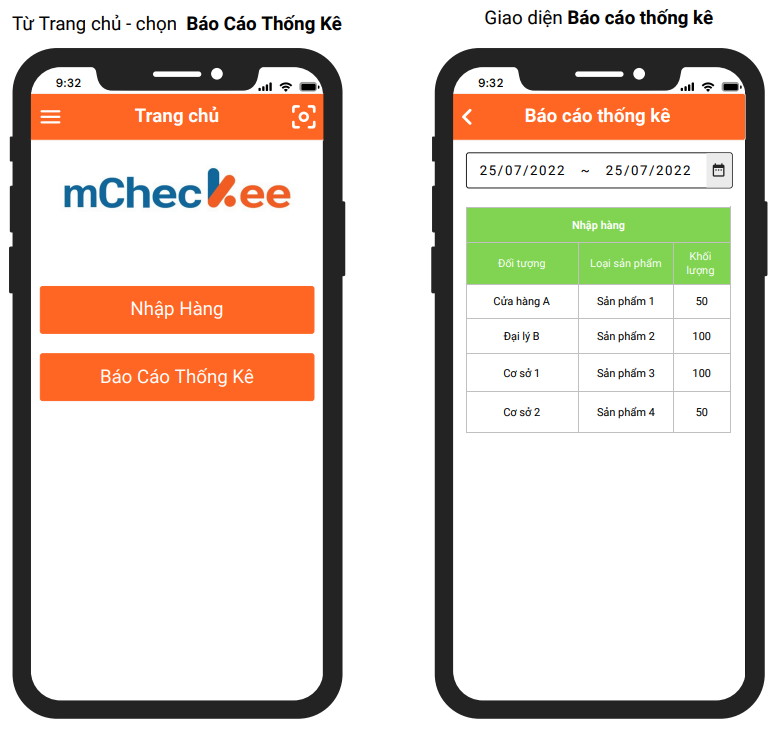 Từ Trang chủ - chọn Báo Cáo Thống Kê
9:32
Trang chủ
mCheckee
Nhập Hàng
Báo Cáo Thống Kê
Giao diện Báo cáo thống kê
9:32
Báo cáo thống kê
25/07/2022 ~ 25/07/2022
Nhập hàng
Đối tượng Loại sản phẩm Khối lượng
Cửa hàng A Sản phẩm 1 50
Đại lý B Sản phẩm 2 100
Cơ sở 1 Sản phẩm 3 100
Cơ sở 2 Sản phẩm 4 50